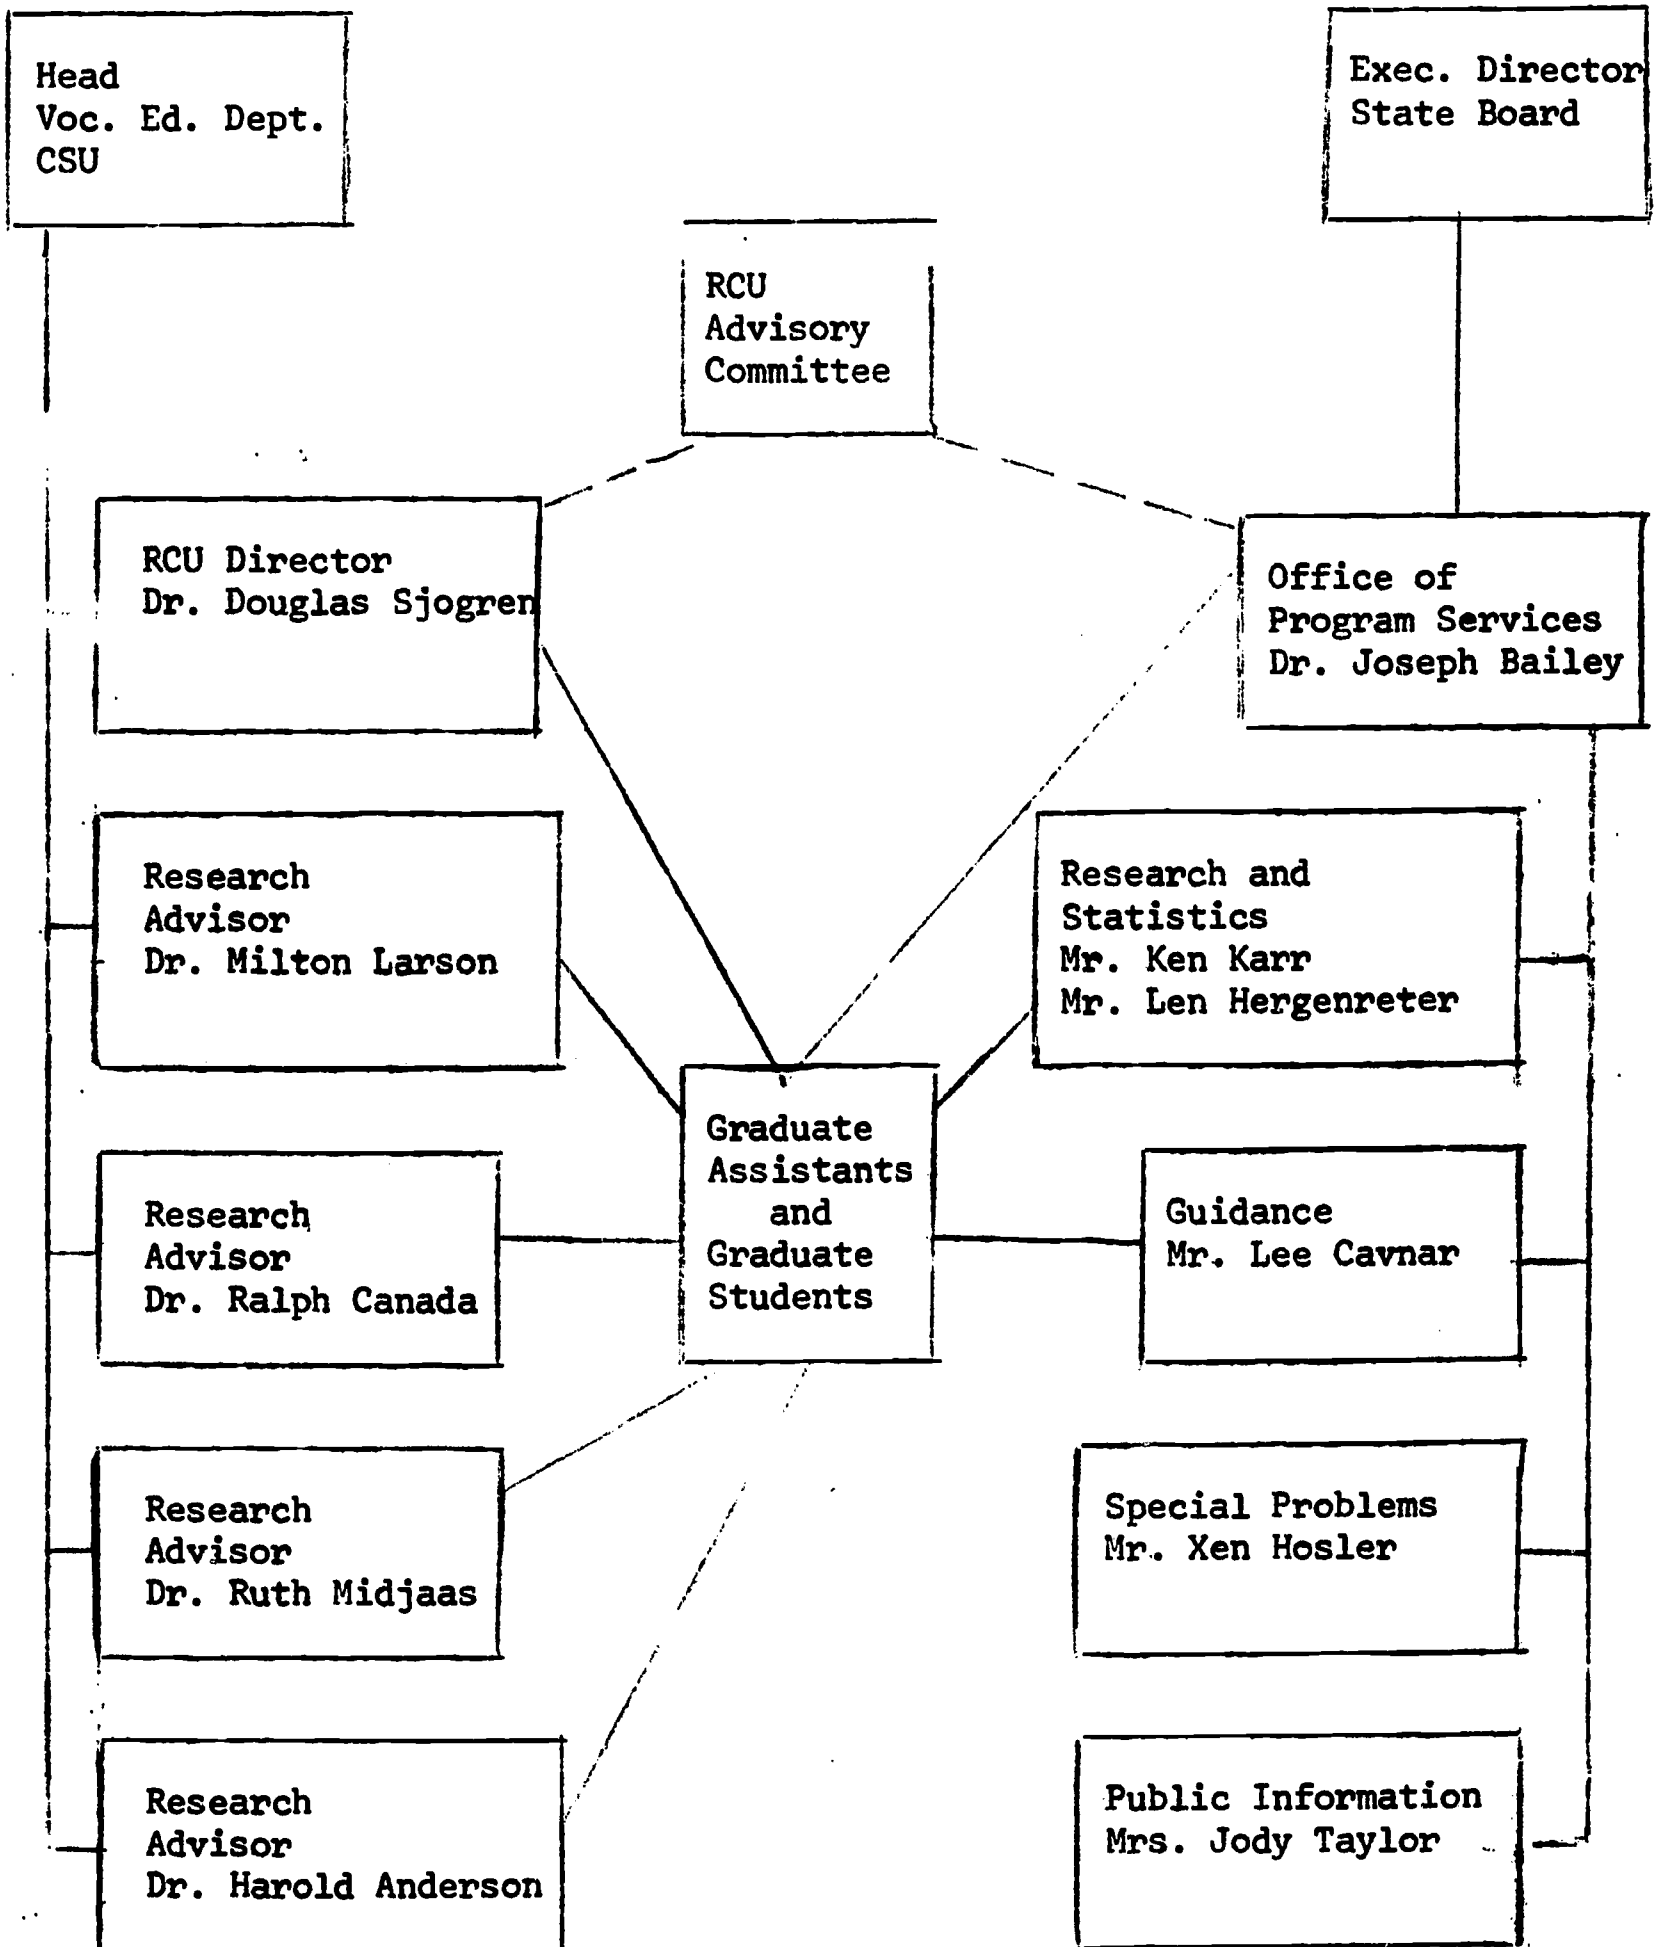 Head
Voc. Ed. Dept.
CSU
Exec. Director
State Board
RCU
Advisory
Committee
RCU Director
Dr. Douglas Sjogren
Office of
Program Services
Dr. Joseph Bailey
Research
Advisor
Dr. Milton Larson
Research and
Statistics
Mr. Ken Karr
Mr. Len Hergenreter
Graduate
Assistants
and
Graduate
Students
Research
Advisor
Dr. Ralph Canada
Guidance
Mr. Lee Cavnar
Research
Advisor
Dr. Ruth Midjaas
Special Problems
Mr. Xen Hosler
Research
Advisor
Dr. Harold Anderson
Public Information
Mrs. Jody Taylor